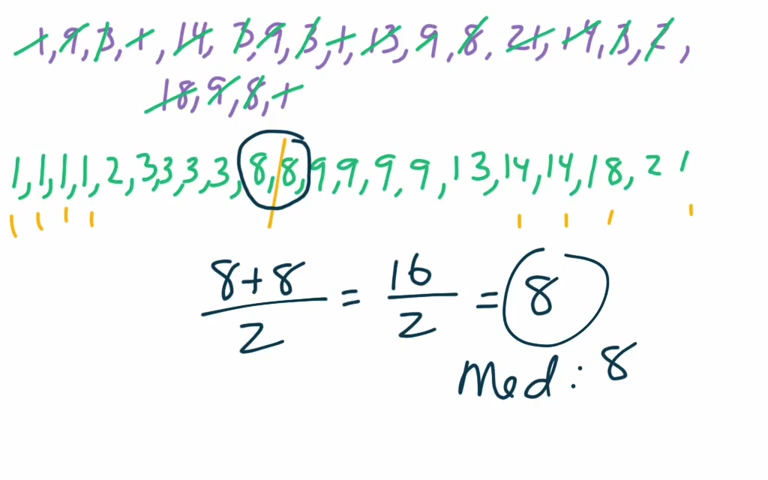 1,9,3,1,14,3,9,3,1,13,9,8,21,14,3,2,
18,9,8,1
1,1,1,1,2,3,3,3,3,8,8,9,9,9,9,13,14,14,18,21
8+8/2 = 16/2 = 8
Med: 8